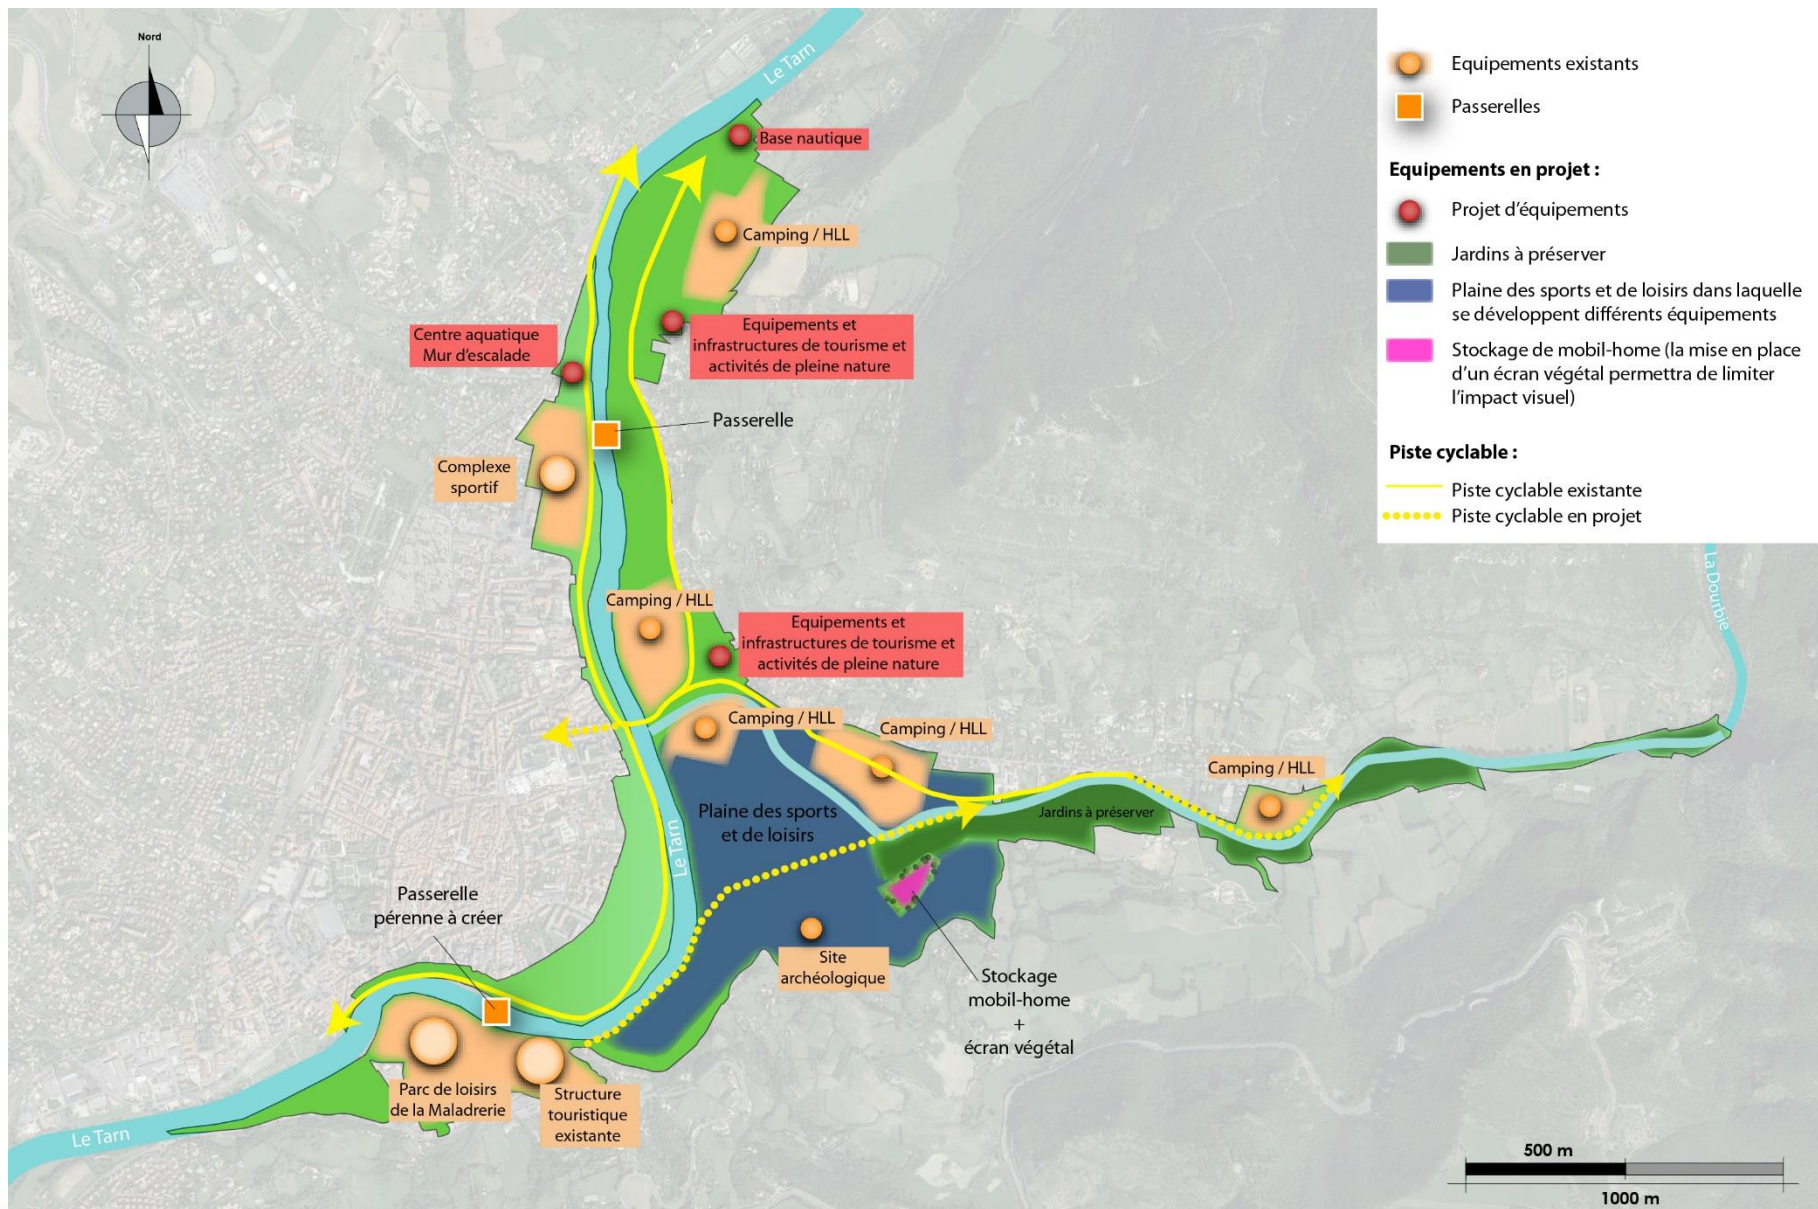 Nord
Le Tarn
Base nautique
Camping / HLL
Centre aquatique
Mur d'escalade
Equipements et
infrastructures de tourisme et
activités de pleine nature
Passerelle
Complexe
sportif
Camping / HLL
Equipements et
infrastructures de tourisme et
activités de pleine nature
Camping / HLL
Camping / HLL
Camping / HLL
La Dourbie
Plaine des sports
et de loisirs
Jardins à préserver
Le Tarn
Passerelle
pérenne à créer
Site
archéologique
Stockage
mobil-home
+
écran végétal
Parc de loisirs
de la Maladrerie
Structure
touristique
existante
Le Tarn
Equipements existants
Passerelles
Equipements en projet :
Projet d'équipements
Jardins à préserver
Plaine des sports et de loisirs dans laquelle
se développent différents équipements
Stockage de mobil-home (la mise en place
d'un écran végétal permettra de limiter
l'impact visuel)
Piste cyclable :
Piste cyclable existante
Piste cyclable en projet
500 m
1000 m